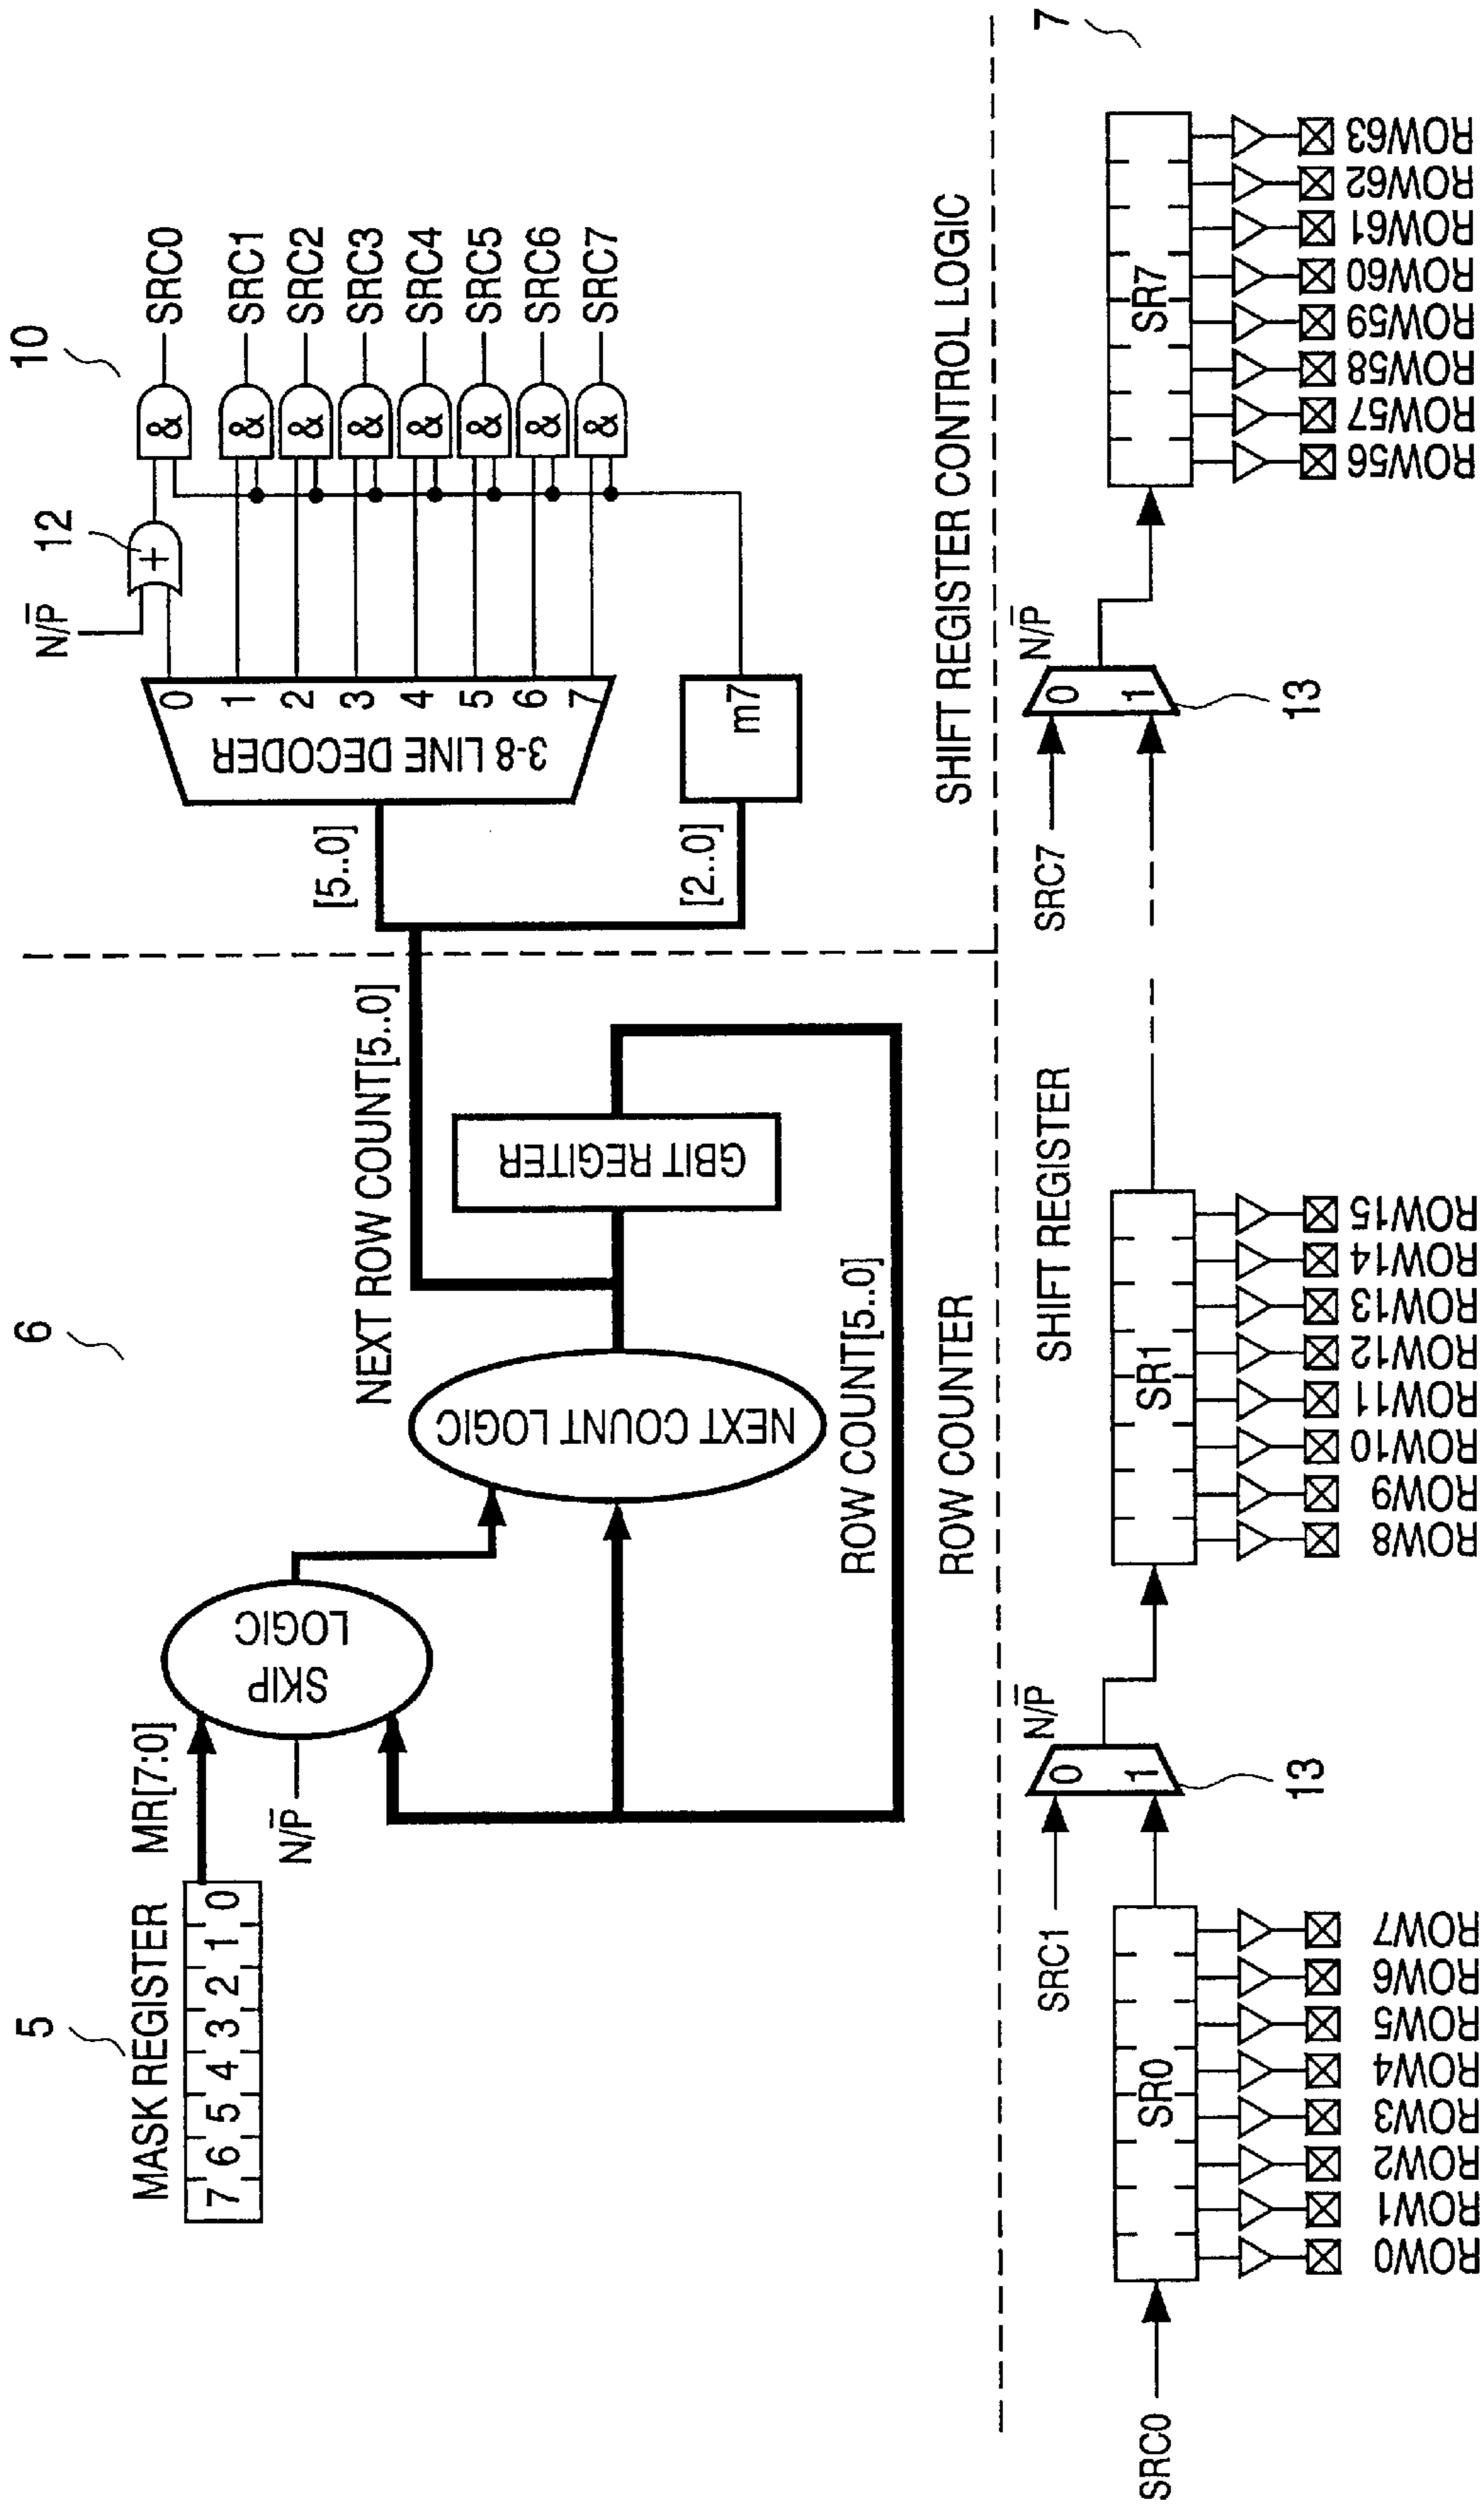 5
MASK REGISTER
7 6 5 4 3 2 1 0
MR[7:0]
N/P̅
SKIP
LOGIC
6
NEXT COUNT LOGIC
NEXT ROW COUNT[5..0]
GBIT REGITER
ROW COUNT[5..0]
ROW COUNTER
[5..0]
[2..0]
3-8 LINE DECODER
0
1
2
3
4
5
6
7
m7
N/P̅
12
+
10
&
&
&
&
&
&
&
&
SRC0
SRC1
SRC2
SRC3
SRC4
SRC5
SRC6
SRC7
SHIFT REGISTER CONTROL LOGIC
SHIFT REGISTER
7
SRC0
SR0
ROW0
ROW1
ROW2
ROW3
ROW4
ROW5
ROW6
ROW7
SRC1
0
1
N/P̅
13
SR1
ROW8
ROW9
ROW10
ROW11
ROW12
ROW13
ROW14
ROW15
SRC7
0
1
N/P̅
13
SR7
ROW56
ROW57
ROW58
ROW59
ROW60
ROW61
ROW62
ROW63